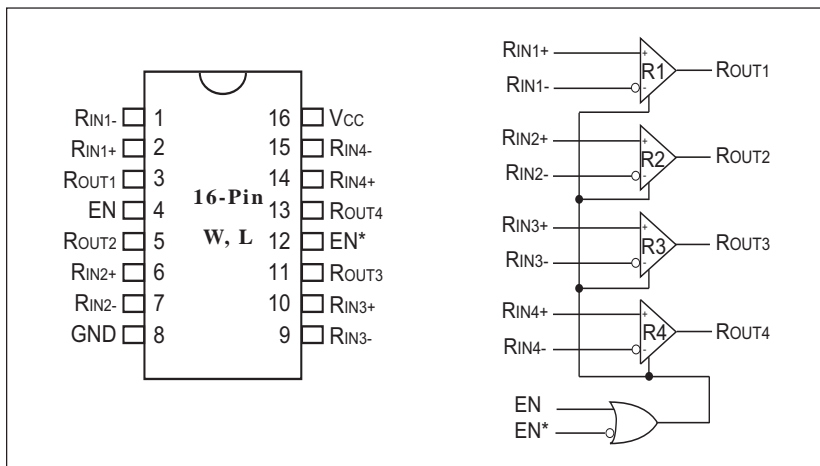 RIN1- 1 16 VCC
RIN1+ 2 15 RIN4-
ROUT1 3 14 RIN4+
EN 4 13 ROUT4
ROUT2 5 12 EN*
RIN2+ 6 11 ROUT3
RIN2- 7 10 RIN3+
GND 8 9 RIN3-
16-Pin
W, L
RIN1+ + R1 ROUT1
RIN1- -
RIN2+ + R2 ROUT2
RIN2- -
RIN3+ + R3 ROUT3
RIN3- -
RIN4+ + R4 ROUT4
RIN4- -
EN
EN*